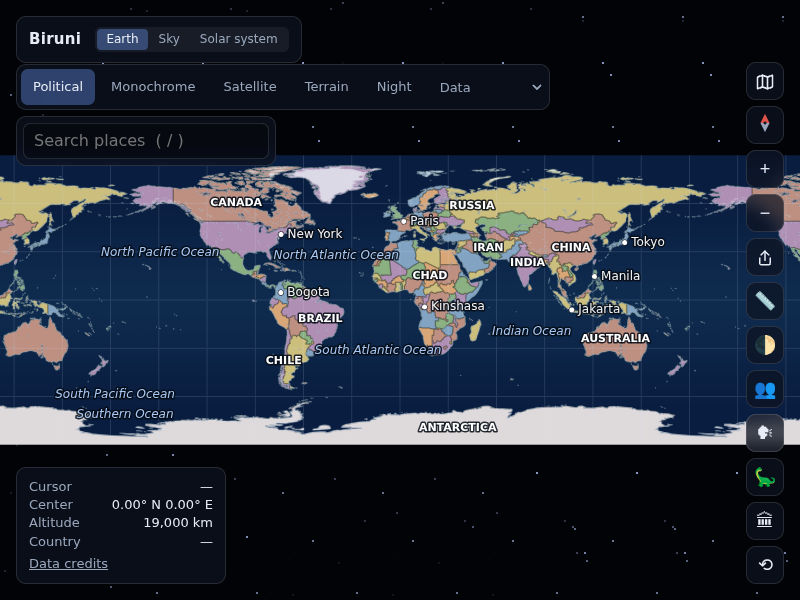 Biruni
Earth
Sky
Solar system
Political
Monochrome
Satellite
Terrain
Night
Data
Search places ( / )
CANADA
RUSSIA
Paris
New York
Tokyo
North Pacific Ocean
North Atlantic Ocean
IRAN
CHINA
INDIA
CHAD
Manila
Bogota
Kinshasa
Jakarta
BRAZIL
Indian Ocean
AUSTRALIA
CHILE
South Atlantic Ocean
South Pacific Ocean
Southern Ocean
ANTARCTICA
Cursor —
Center 0.00° N 0.00° E
Altitude 19,000 km
Country —
Data credits